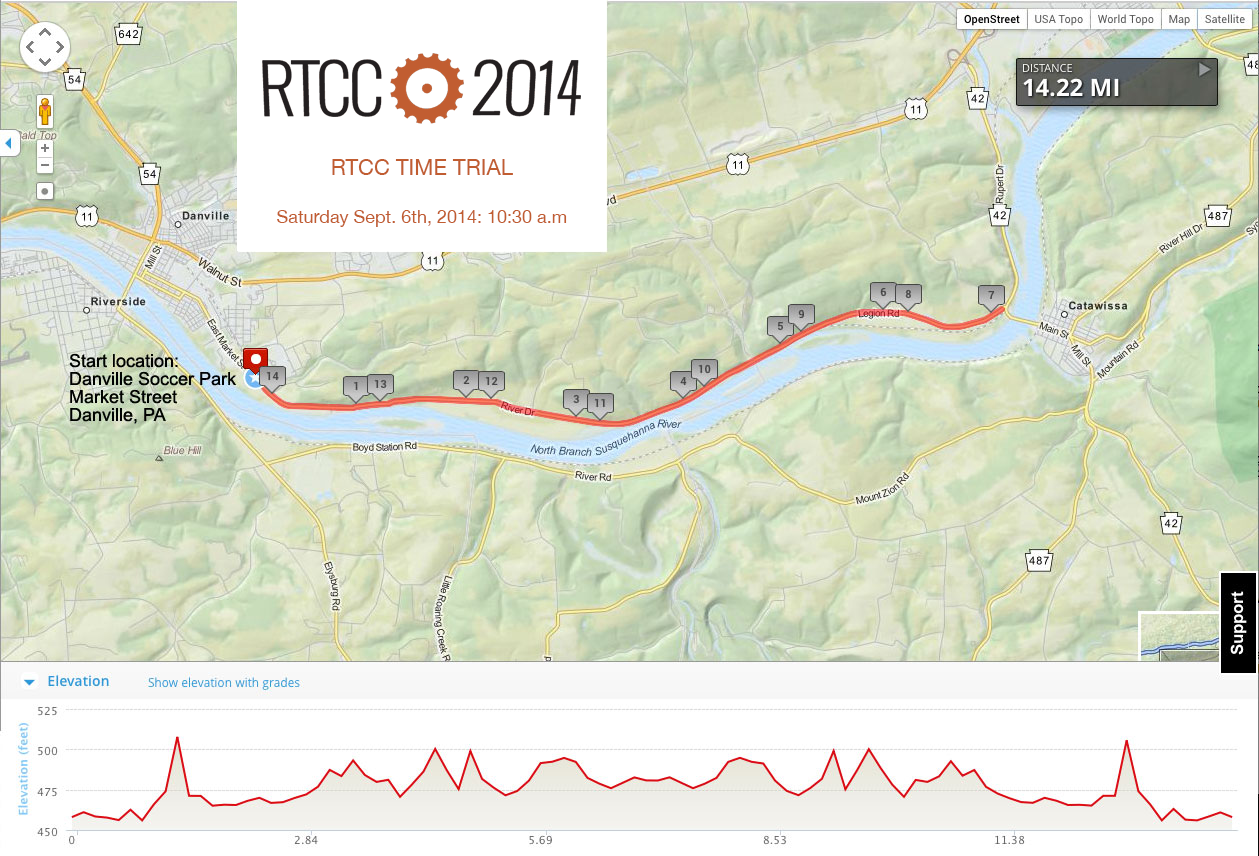 OpenStreet USA Topo World Topo Map Satellite
DISTANCE
14.22 MI
RTCC 2014
RTCC TIME TRIAL
Saturday Sept. 6th, 2014: 10:30 a.m
642
54
ald Top
54
11
Danville
Mill St
Walnut St
11
Riverside
East Market S
11
11
42
48
Rupert Dr
42
487
River Hill Dr
Catawissa
Main St
Mill St
Mountain Rd
Start location:
Danville Soccer Park
Market Street
Danville, PA
14
1
13
2
12
3
11
4
10
5
9
6
8
7
Legion Rd
River Dr
North Branch Susquehanna River
Boyd Station Rd
River Rd
Blue Hill
Mount Zion Rd
Elysburg Rd
Little Roaring Creek R
42
487
Support
Elevation
Show elevation with grades
Elevation (feet)
525
500
475
450
0 2.84 5.69 8.53 11.38